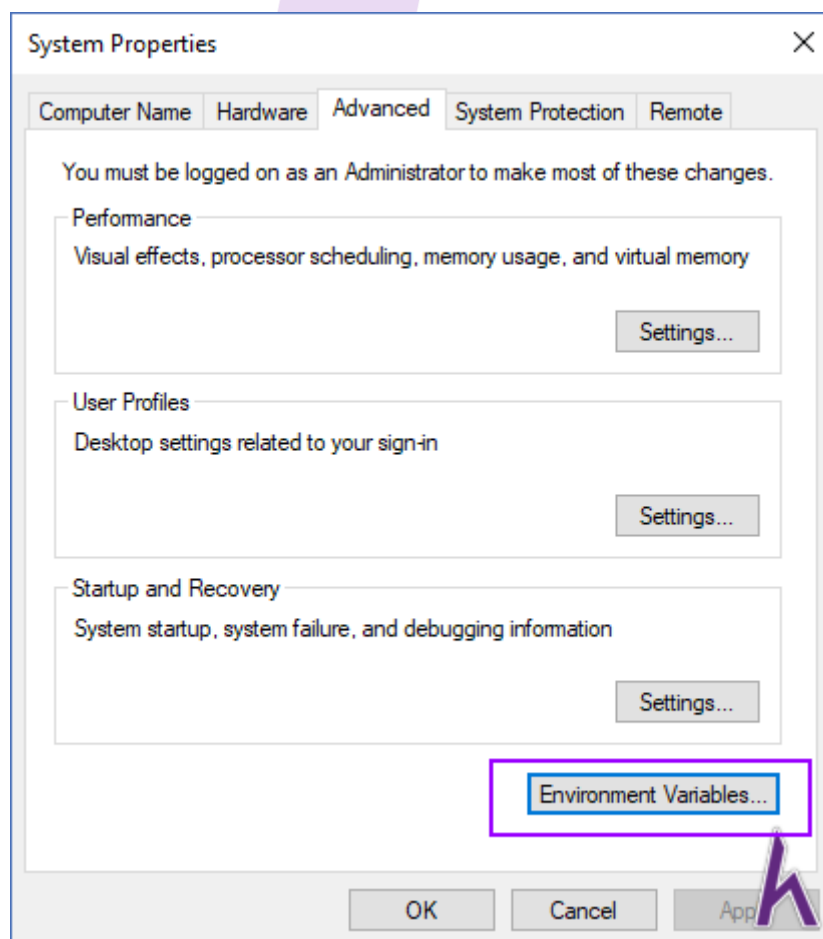 System Properties
Computer Name Hardware Advanced System Protection Remote
You must be logged on as an Administrator to make most of these changes.
Performance
Visual effects, processor scheduling, memory usage, and virtual memory
Settings...
User Profiles
Desktop settings related to your sign-in
Settings...
Startup and Recovery
System startup, system failure, and debugging information
Settings...
Environment Variables...
OK Cancel